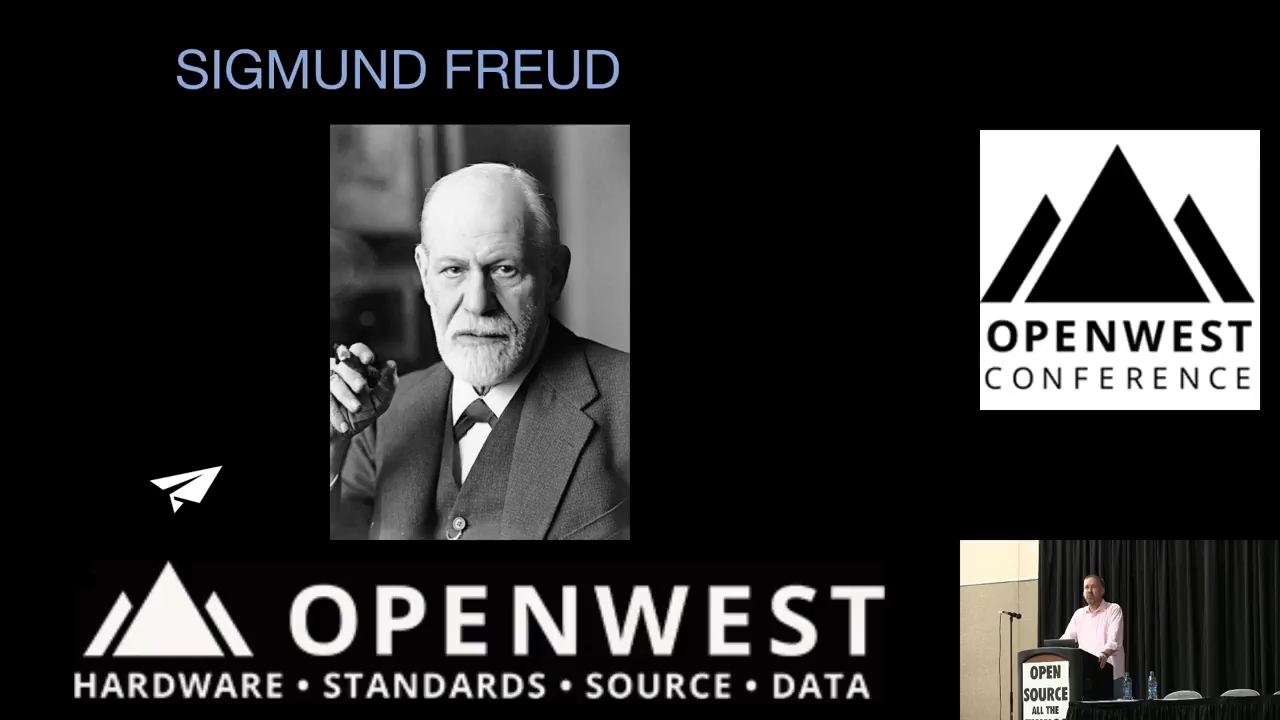 SIGMUND FREUD
OPENWEST
CONFERENCE
OPENWEST
HARDWARE • STANDARDS • SOURCE • DATA
OPEN
SOURCE
ALL THE